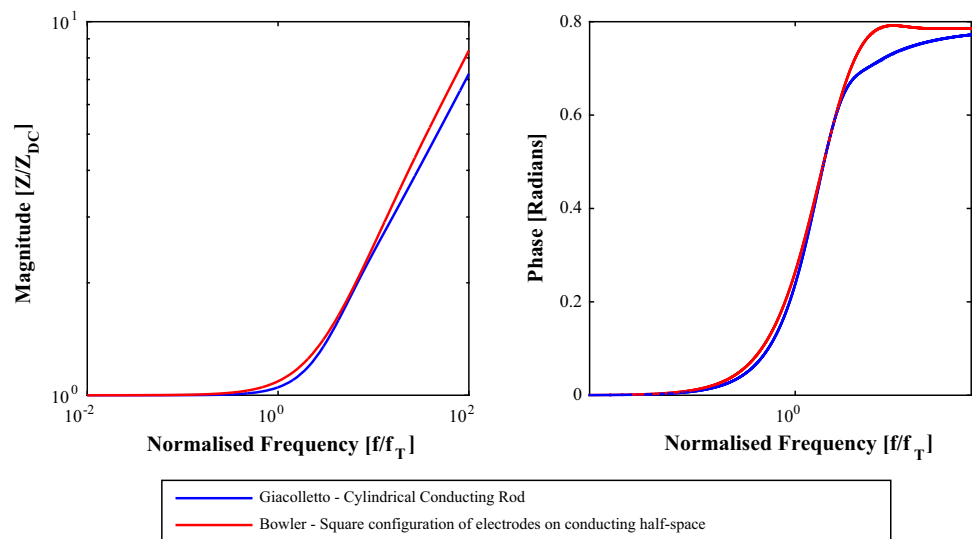 10^1
Magnitude [Z/Z_DC]
10^0
10^-2
10^0
10^2
Normalised Frequency [f/f_T]
0.8
0.6
0.4
0.2
0
Phase [Radians]
10^0
Normalised Frequency [f/f_T]
Giacolletto - Cylindrical Conducting Rod
Bowler - Square configuration of electrodes on conducting half-space